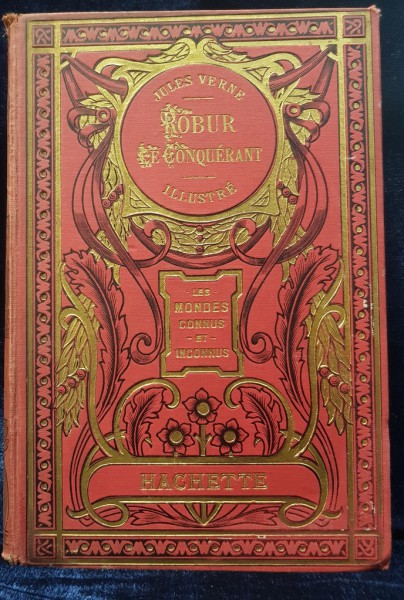 JULES VERNE
ROBUR
LE CONQUÉRANT
ILLUSTRÉ
LES
MONDES
CONNUS
ET
INCONNUS
HACHETTE